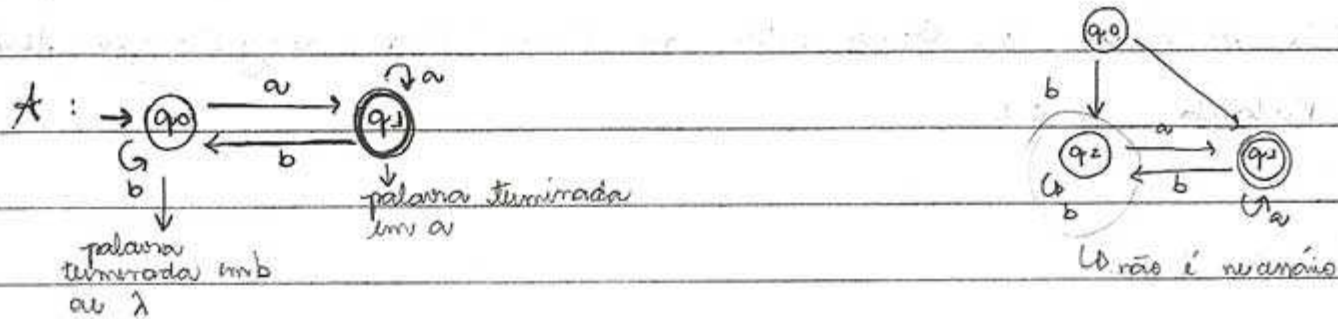 A : q0 a q1 a
b b
palavra terminada em b ou λ
palavra terminada em a
q0
b
q2 a q1
b b a
não é necessário